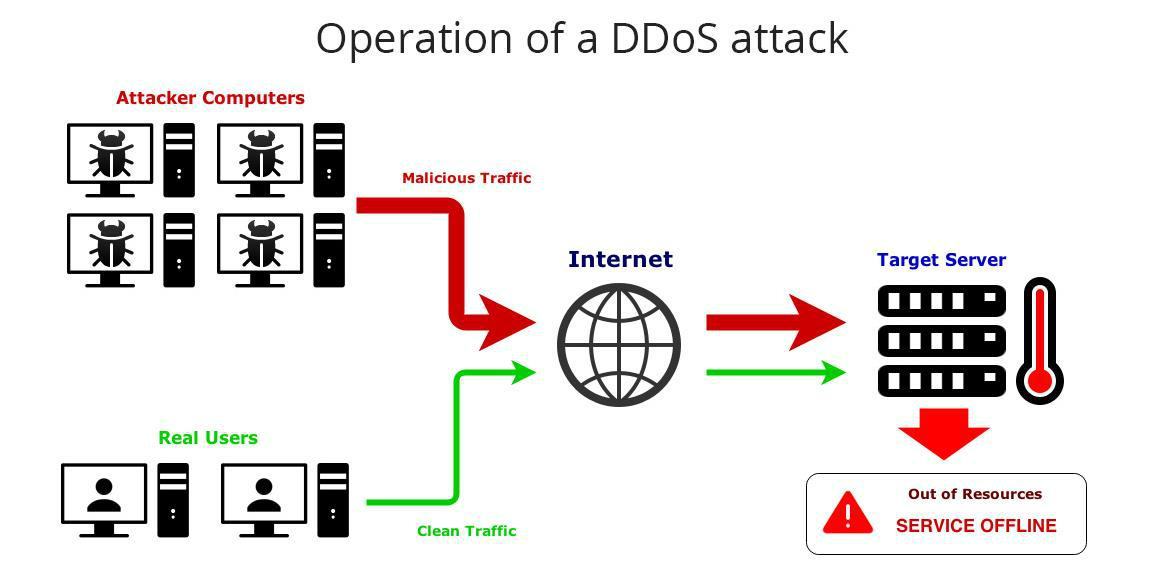 Operation of a DDoS attack
Attacker Computers
Malicious Traffic
Internet
Target Server
Real Users
Clean Traffic
Out of Resources
SERVICE OFFLINE